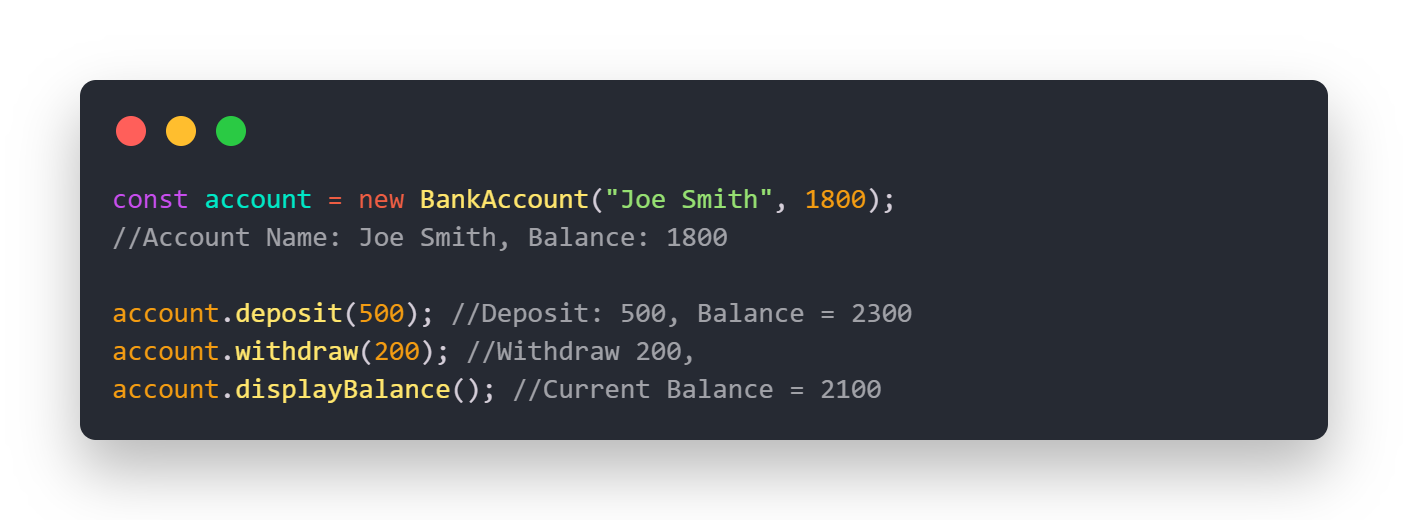 const account = new BankAccount("Joe Smith", 1800);
//Account Name: Joe Smith, Balance: 1800
account.deposit(500); //Deposit: 500, Balance = 2300
account.withdraw(200); //Withdraw 200,
account.displayBalance(); //Current Balance = 2100